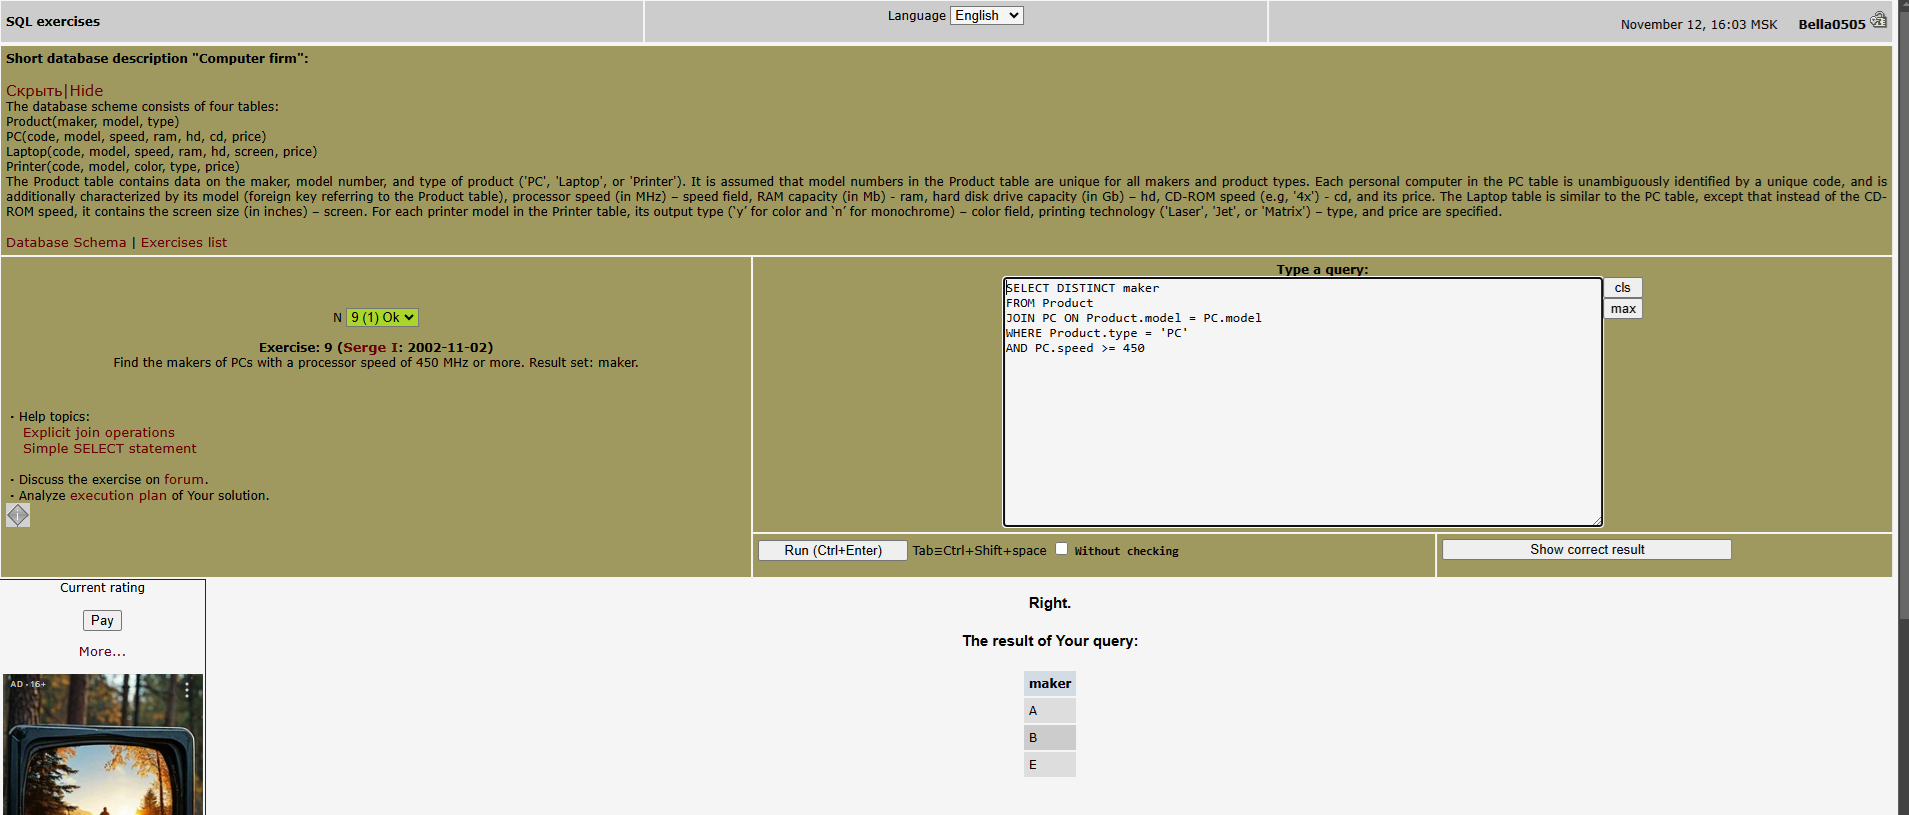 SQL exercises
Language English
November 12, 16:03 MSK Bella0505
Short database description "Computer firm":
Скрыть|Hide
The database scheme consists of four tables:
Product(maker, model, type)
PC(code, model, speed, ram, hd, cd, price)
Laptop(code, model, speed, ram, hd, screen, price)
Printer(code, model, color, type, price)
The Product table contains data on the maker, model number, and type of product ('PC', 'Laptop', or 'Printer'). It is assumed that model numbers in the Product table are unique for all makers and product types. Each personal computer in the PC table is unambiguously identified by a unique code, and is
additionally characterized by its model (foreign key referring to the Product table), processor speed (in MHz) – speed field, RAM capacity (in Mb) - ram, hard disk drive capacity (in Gb) – hd, CD-ROM speed (e.g, '4x') - cd, and its price. The Laptop table is similar to the PC table, except that instead of the CD-
ROM speed, it contains the screen size (in inches) – screen. For each printer model in the Printer table, its output type (‘y’ for color and ‘n’ for monochrome) – color field, printing technology ('Laser', 'Jet', or 'Matrix') – type, and price are specified.
Database Schema | Exercises list
N 9 (1) Ok
Exercise: 9 (Serge I: 2002-11-02)
Find the makers of PCs with a processor speed of 450 MHz or more. Result set: maker.
· Help topics:
Explicit join operations
Simple SELECT statement
· Discuss the exercise on forum.
· Analyze execution plan of Your solution.
Type a query:
SELECT DISTINCT maker
FROM Product
JOIN PC ON Product.model = PC.model
WHERE Product.type = 'PC'
AND PC.speed >= 450
cls
max
Run (Ctrl+Enter) Tab≡Ctrl+Shift+space Without checking
Show correct result
Current rating
Pay
More...
AD · 16+
Right.
The result of Your query:
maker
A
B
E